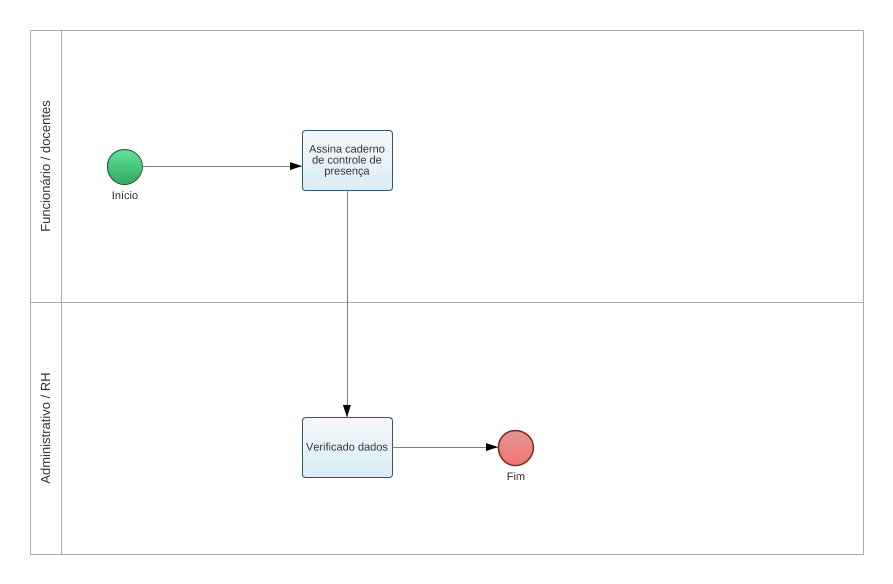 Funcionário / docentes
Início
Assina caderno
de controle de
presença
Administrativo / RH
Verificado dados
Fim